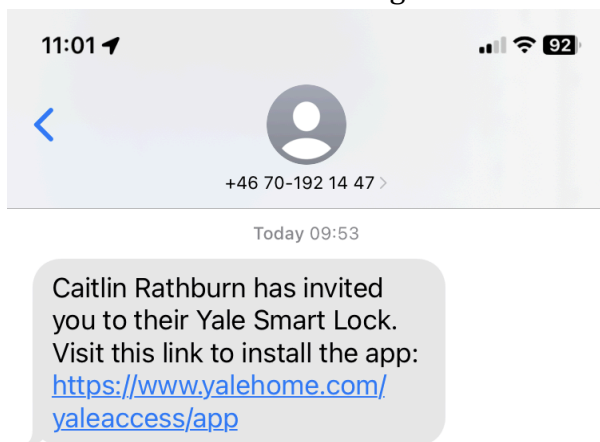 11:01
92
+46 70-192 14 47
Today 09:53
Caitlin Rathburn has invited
you to their Yale Smart Lock.
Visit this link to install the app:
https://www.yalehome.com/
yaleaccess/app